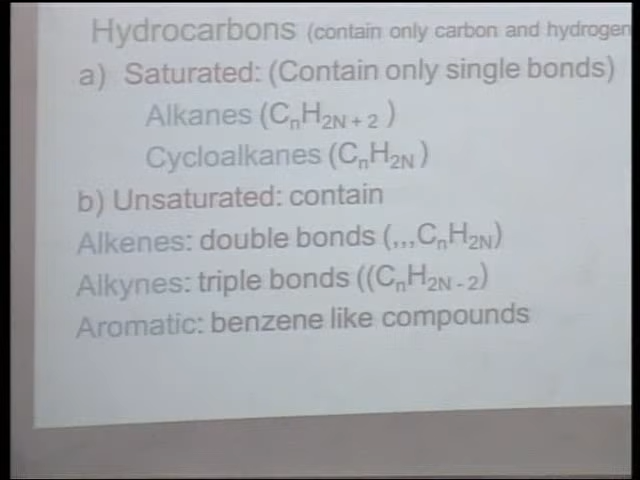 Hydrocarbons (contain only carbon and hydrogen
a) Saturated: (Contain only single bonds)
Alkanes (CnH2N + 2 )
Cycloalkanes (CnH2N )
b) Unsaturated: contain
Alkenes: double bonds (,,,CnH2N)
Alkynes: triple bonds ((CnH2N - 2)
Aromatic: benzene like compounds